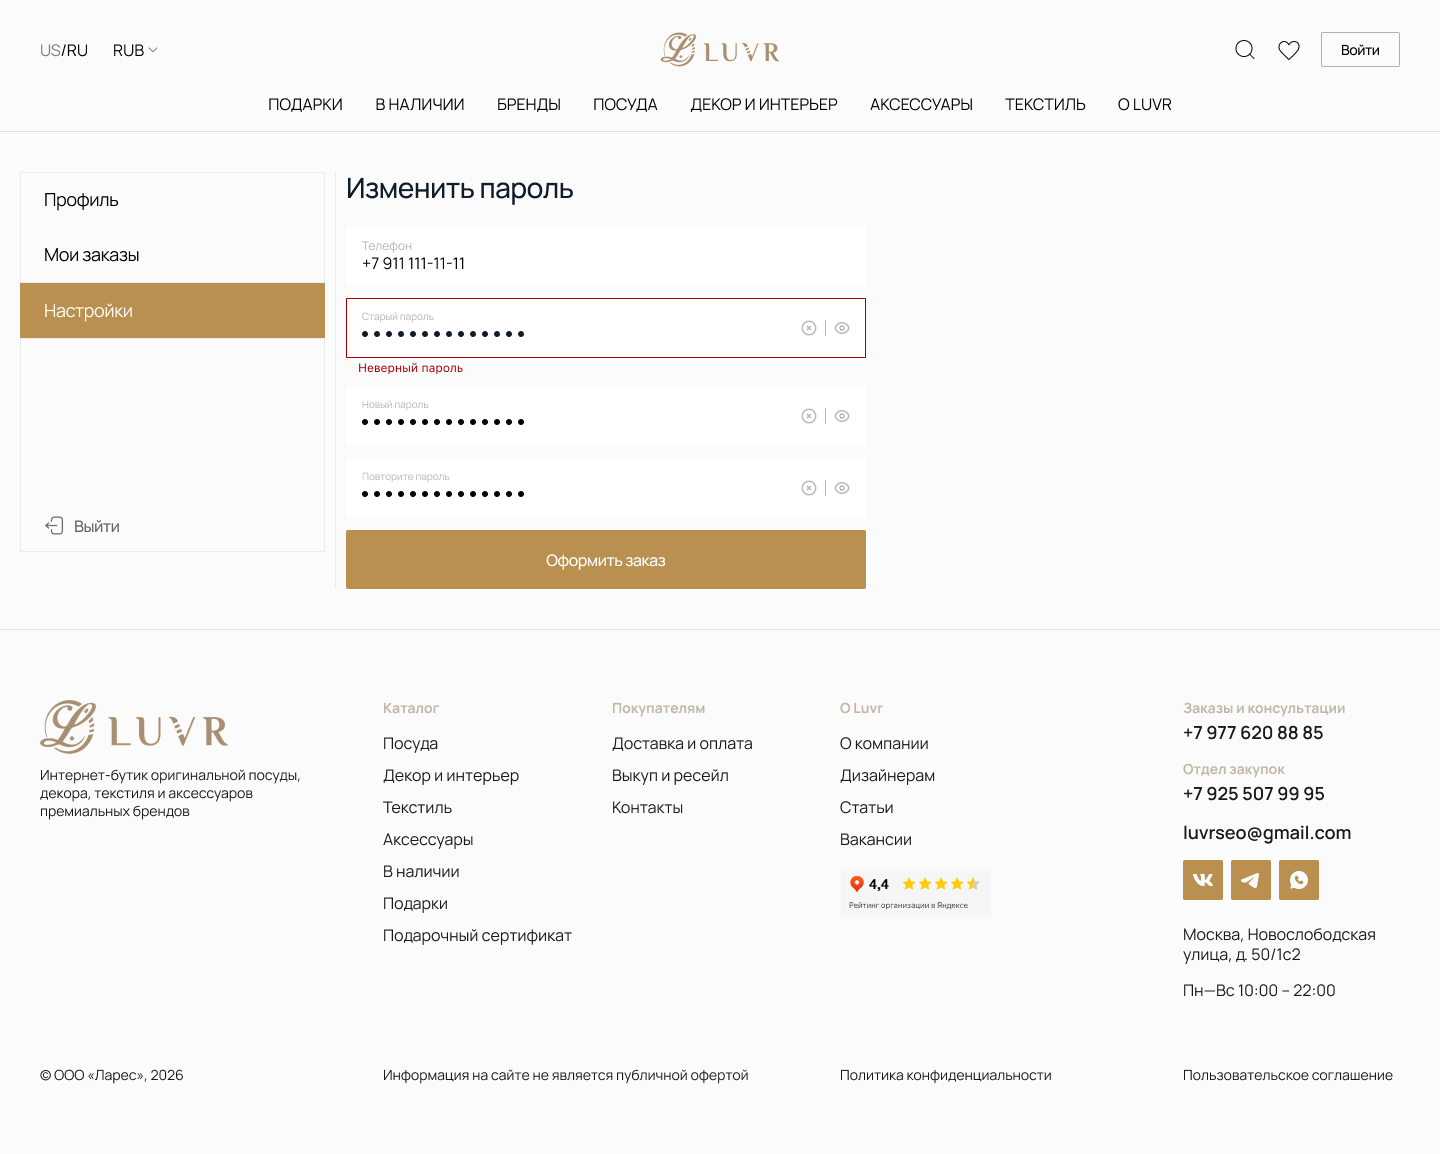 US/RU
RUB
LUVR
Войти
ПОДАРКИ
В НАЛИЧИИ
БРЕНДЫ
ПОСУДА
ДЕКОР И ИНТЕРЬЕР
АКСЕССУАРЫ
ТЕКСТИЛЬ
О LUVR
Профиль
Мои заказы
Настройки
Выйти
Изменить пароль
Телефон
+7 911 111-11-11
Старый пароль
Неверный пароль
Новый пароль
Повторите пароль
Оформить заказ
LUVR
Интернет-бутик оригинальной посуды,
декора, текстиля и аксессуаров
премиальных брендов
Каталог
Посуда
Декор и интерьер
Текстиль
Аксессуары
В наличии
Подарки
Подарочный сертификат
Покупателям
Доставка и оплата
Выкуп и ресейл
Контакты
О Luvr
О компании
Дизайнерам
Статьи
Вакансии
4,4
Рейтинг организации в Яндексе
Заказы и консультации
+7 977 620 88 85
Отдел закупок
+7 925 507 99 95
luvrseo@gmail.com
Москва, Новослободская
улица, д. 50/1с2
Пн—Вс 10:00 – 22:00
© ООО «Ларес», 2026
Информация на сайте не является публичной офертой
Политика конфиденциальности
Пользовательское соглашение